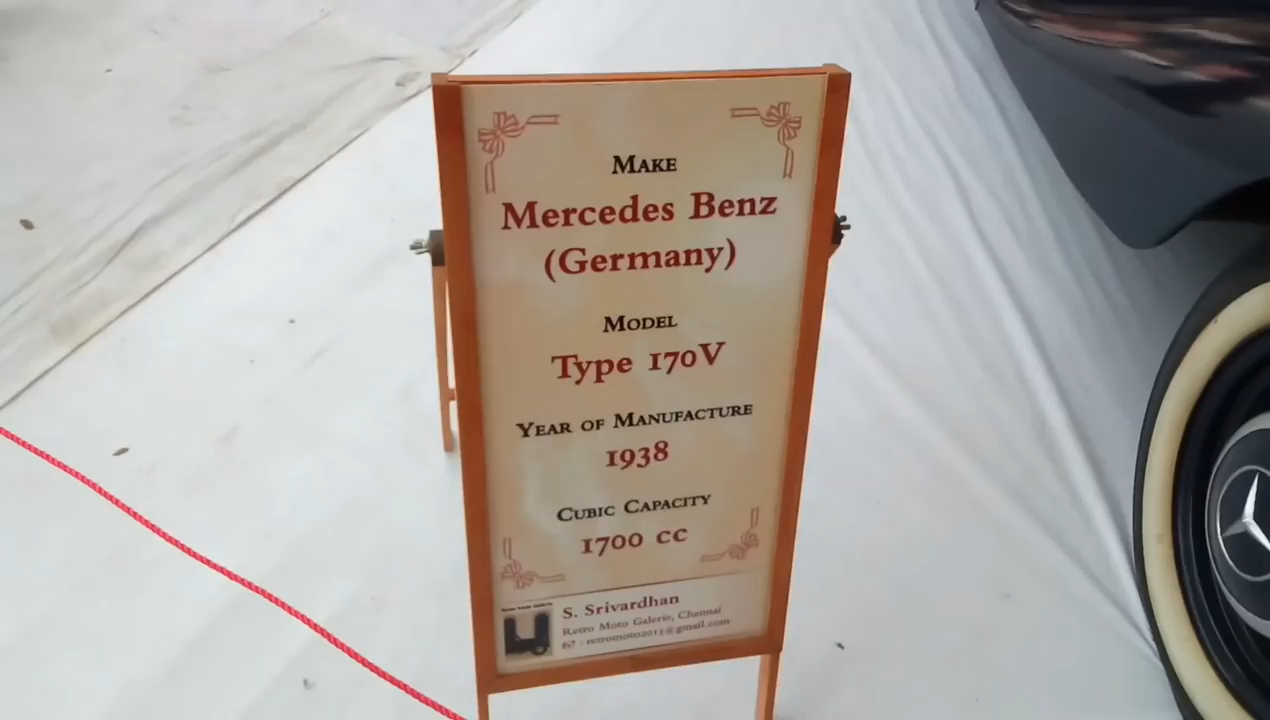 MAKE
Mercedes Benz
(Germany)
MODEL
Type 170V
YEAR OF MANUFACTURE
1938
CUBIC CAPACITY
1700 cc
S. Srivardhan
Retro Moto Galerie, Chennai
: retromoto2013@gmail.com